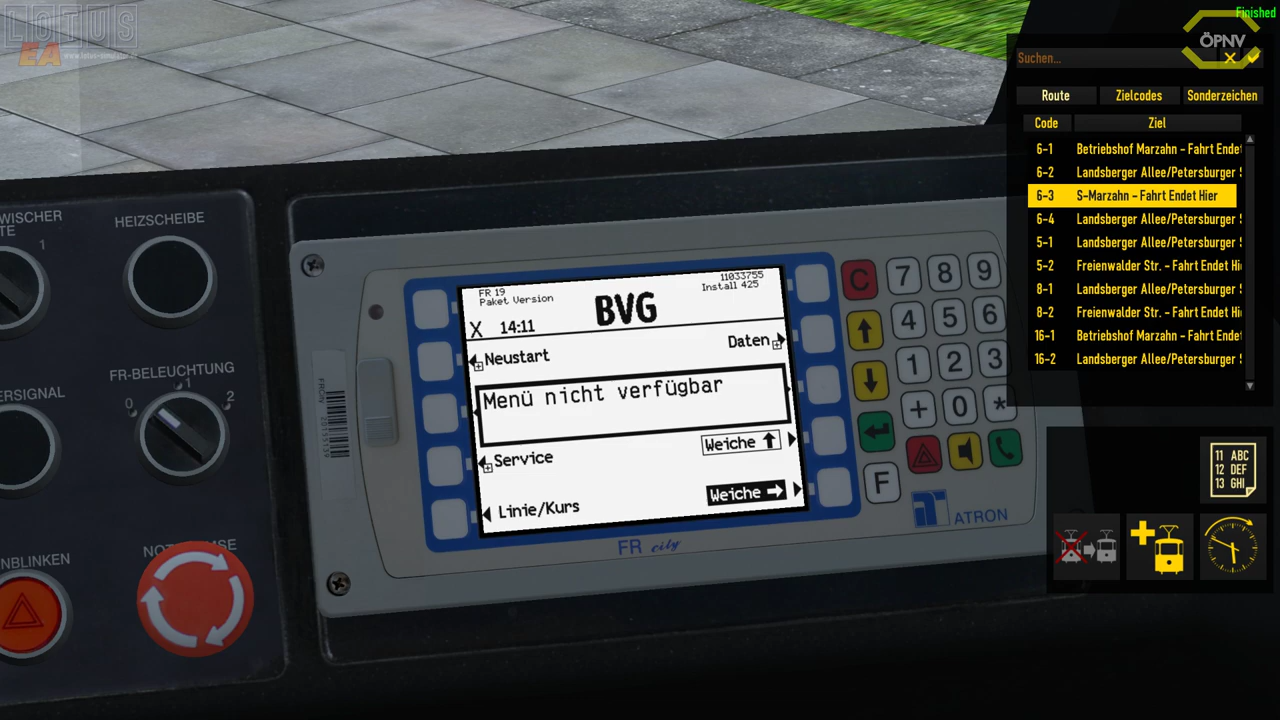 LOTUS
EA
Finished
ÖPNV
Suchen...
Route
Zielcodes
Sonderzeichen
Code
Ziel
6-1 Betriebshof Marzahn - Fahrt Endet
6-2 Landsberger Allee/Petersburger
6-3 S-Marzahn - Fahrt Endet Hier
6-4 Landsberger Allee/Petersburger
5-1 Landsberger Allee/Petersburger
5-2 Freienwalder Str. - Fahrt Endet Hi
8-1 Landsberger Allee/Petersburger
8-2 Freienwalder Str. - Fahrt Endet Hi
16-1 Betriebshof Marzahn - Fahrt Endet
16-2 Landsberger Allee/Petersburger
11 ABC
12 DEF
13 GHI
WISCHER
1
HEIZSCHEIBE
FR-BELEUCHTUNG
0 1 2
ERSIGNAL
NBLINKEN
FR 19
Paket Version
BVG
11033755
Install 425
X 14:11
Neustart
Daten
Menü nicht verfügbar
Weiche ↑
Service
Weiche →
Linie/Kurs
C 7 8 9
4 5 6
1 2 3
+ 0 *
F
FR city
ATRON